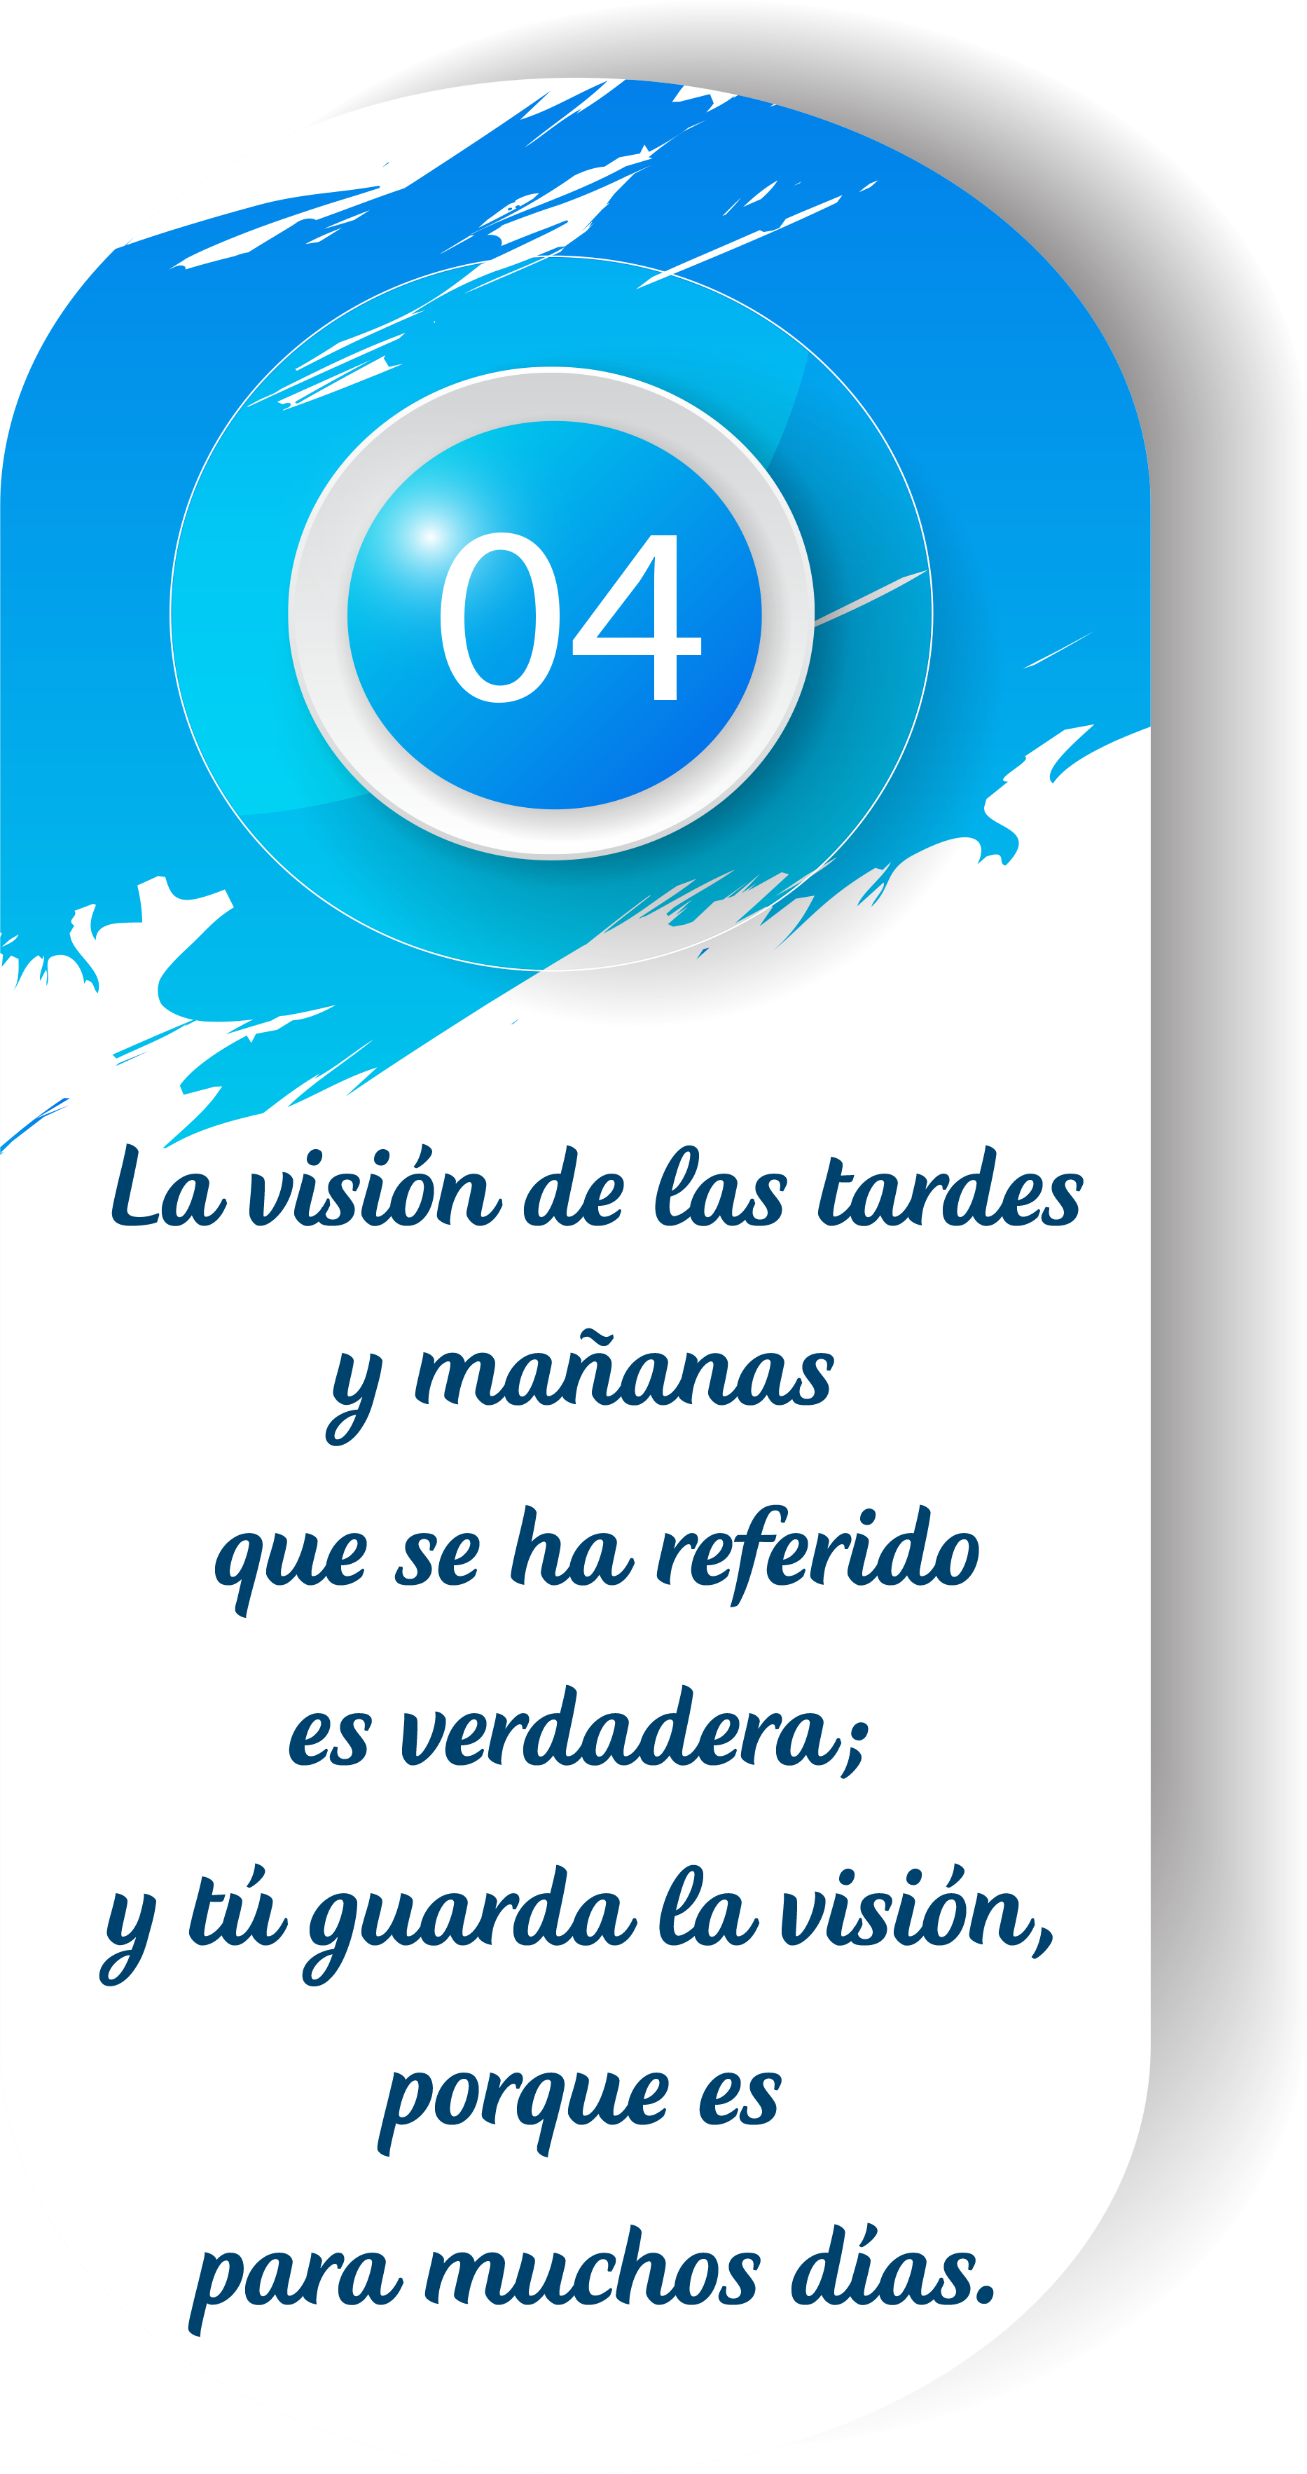 04
La visión de las tardes
y mañanas
que se ha referido
es verdadera;
y tú guarda la visión,
porque es
para muchos días.